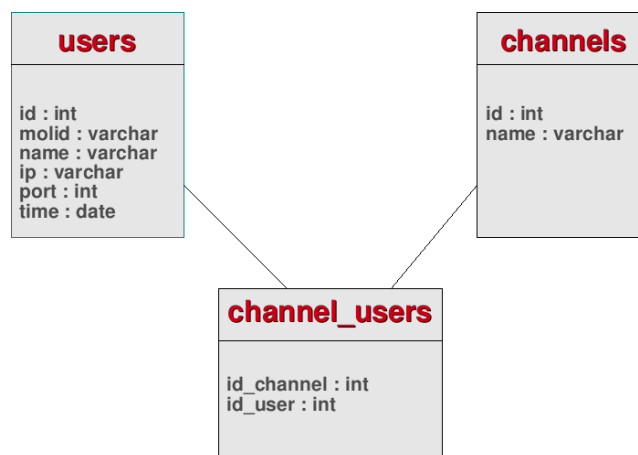 users
id : int
molid : varchar
name : varchar
ip : varchar
port : int
time : date
channels
id : int
name : varchar
channel_users
id_channel : int
id_user : int